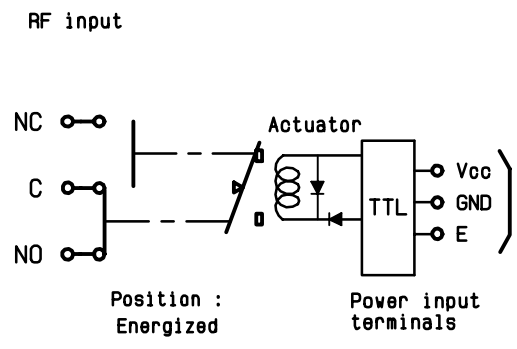 RF input
NC
Actuator
Vcc
C
TTL
GND
E
NO
Position :
Energized
Power input
terminals